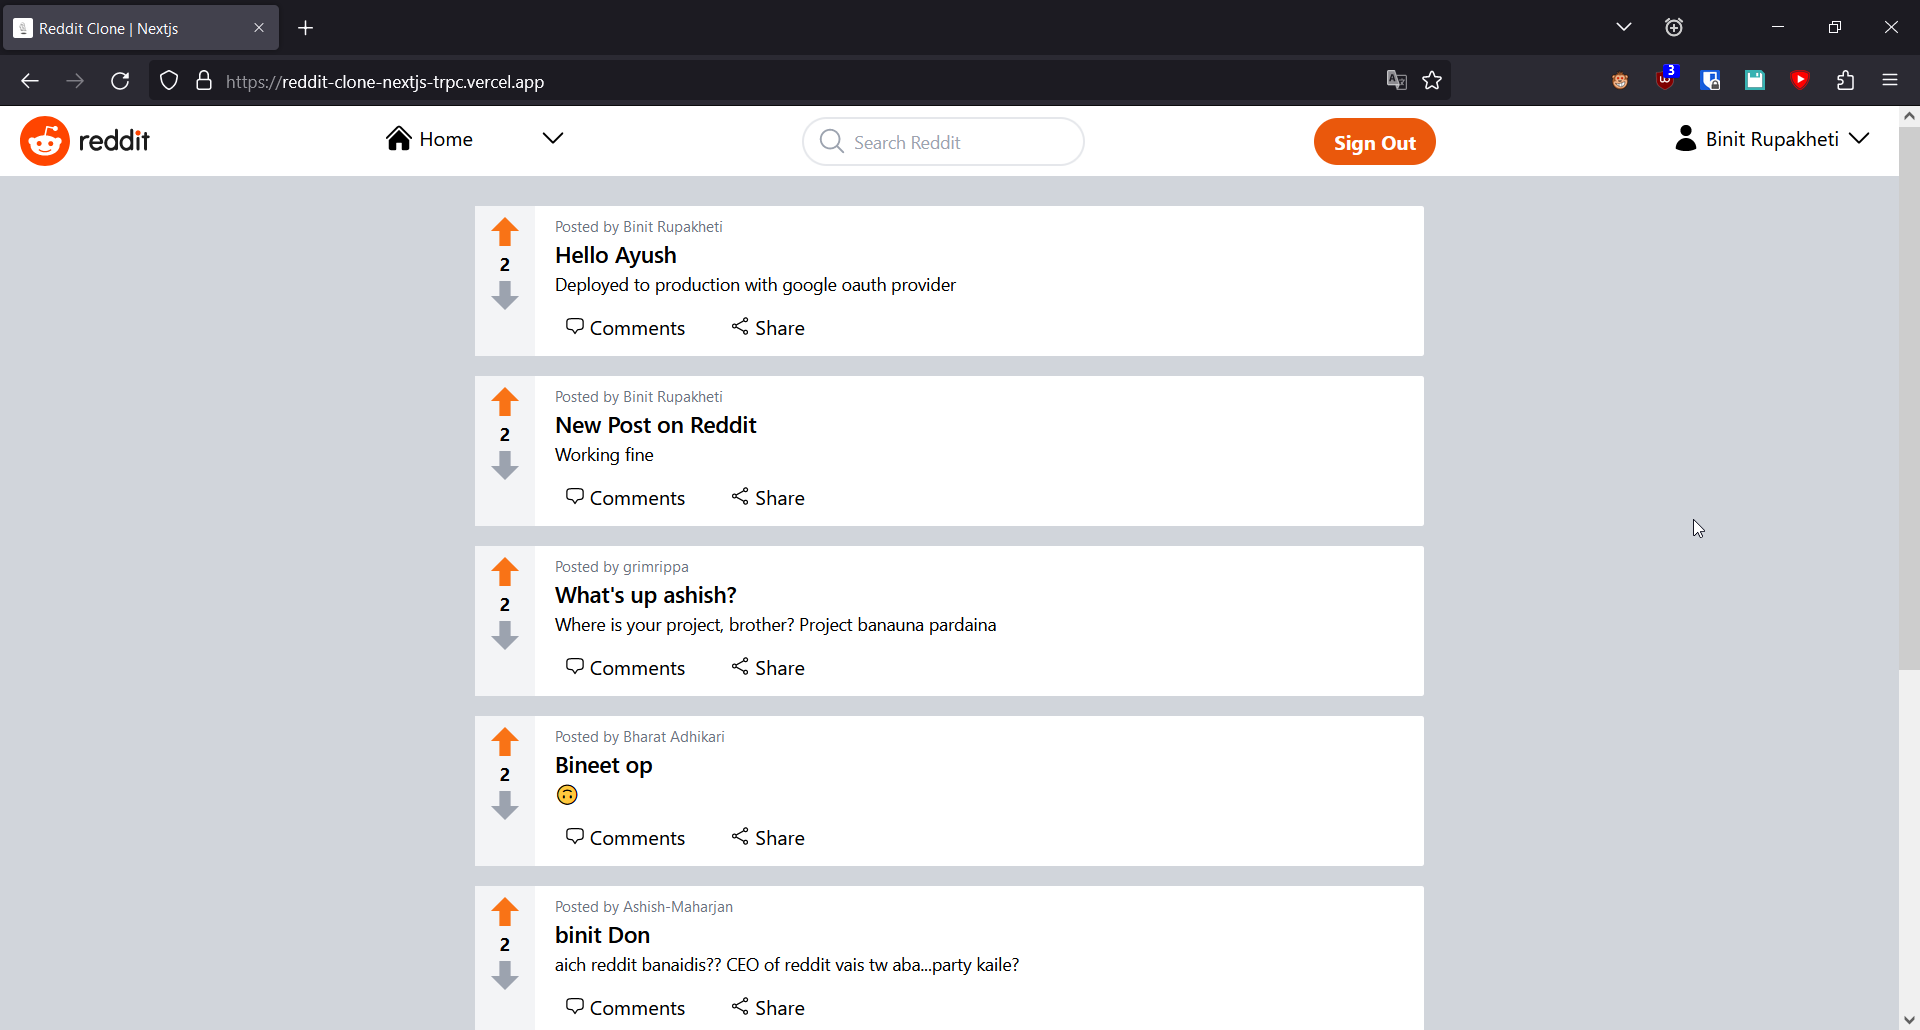 Reddit Clone | Nextjs
https://reddit-clone-nextjs-trpc.vercel.app
3
reddit
Home
Search Reddit
Sign Out
Binit Rupakheti
Posted by Binit Rupakheti
Hello Ayush
2
Deployed to production with google oauth provider
Comments Share
Posted by Binit Rupakheti
New Post on Reddit
2
Working fine
Comments Share
Posted by grimrippa
What's up ashish?
2
Where is your project, brother? Project banauna pardaina
Comments Share
Posted by Bharat Adhikari
Bineet op
2
🙃
Comments Share
Posted by Ashish-Maharjan
binit Don
2
aich reddit banaidis?? CEO of reddit vais tw aba...party kaile?
Comments Share